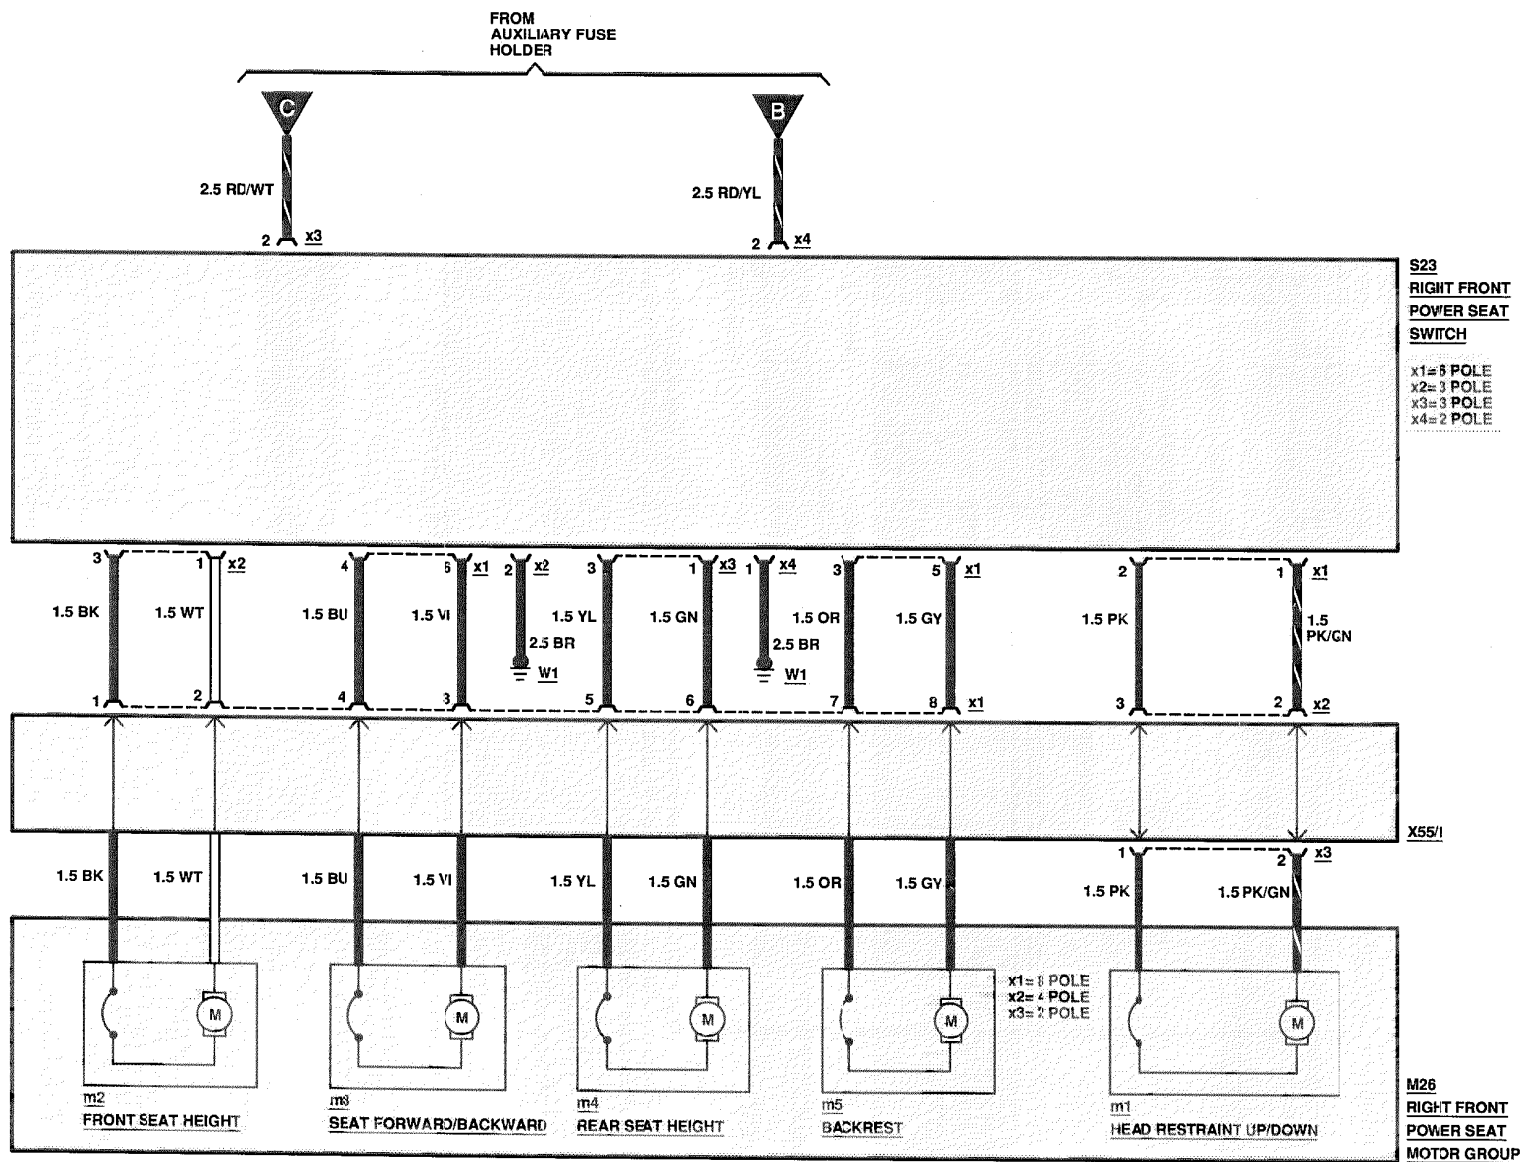 FROM
AUXILIARY FUSE
HOLDER
C
B
2.5 RD/WT
2.5 RD/YL
2 x3
2 x4
S23
RIGHT FRONT
POWER SEAT
SWITCH
x1=6 POLE
x2=3 POLE
x3=3 POLE
x4=2 POLE
3 1 x2 4 6 x1 2 x2 3 1 x3 1 x4 3 5 x1 2 1 x1
1.5 BK 1.5 WT 1.5 BU 1.5 VI 1.5 YL 1.5 GN 1.5 OR 1.5 GY 1.5 PK 1.5
PK/GN
2.5 BR 2.5 BR
W1 W1
1 2 4 3 5 6 7 8 x1 3 2 x2
X55/I
1 2 x3
1.5 BK 1.5 WT 1.5 BU 1.5 VI 1.5 YL 1.5 GN 1.5 OR 1.5 GY 1.5 PK 1.5 PK/GN
x1=8 POLE
x2=4 POLE
x3=2 POLE
M M M M M
m2 m3 m4 m5 m1
FRONT SEAT HEIGHT SEAT FORWARD/BACKWARD REAR SEAT HEIGHT BACKREST HEAD RESTRAINT UP/DOWN
M26
RIGHT FRONT
POWER SEAT
MOTOR GROUP